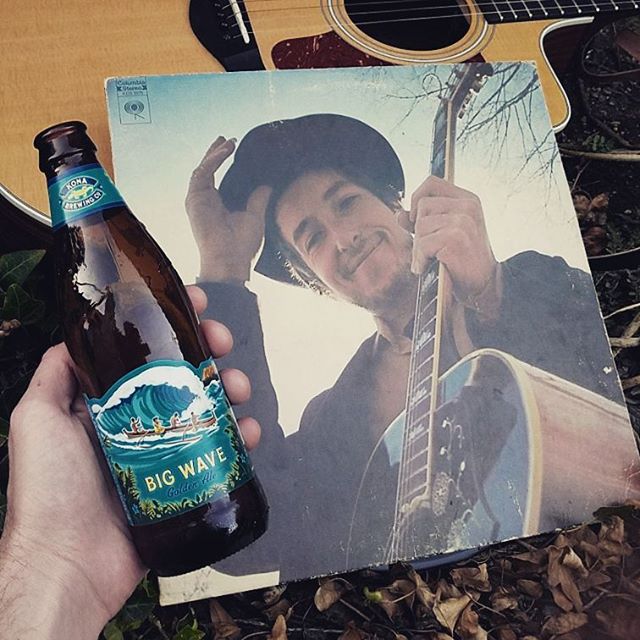 Columbia
Stereo
KONA
BREWING CO
BIG WAVE
Golden Ale